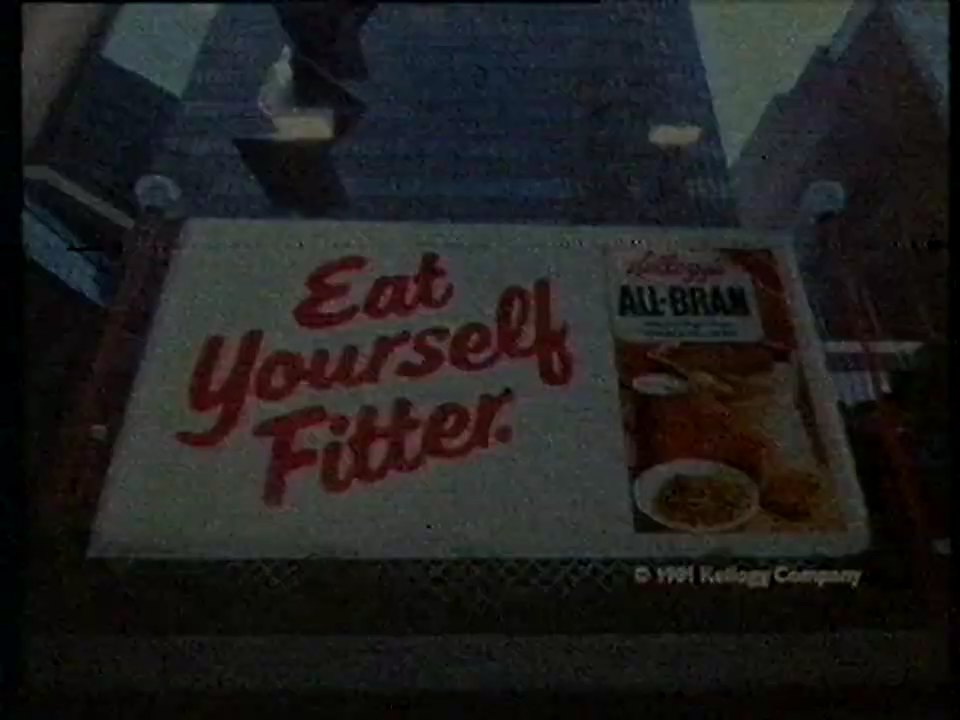 Eat
Yourself
Fitter.
Kellogg's
ALL-BRAN
© 1991 Kellogg Company